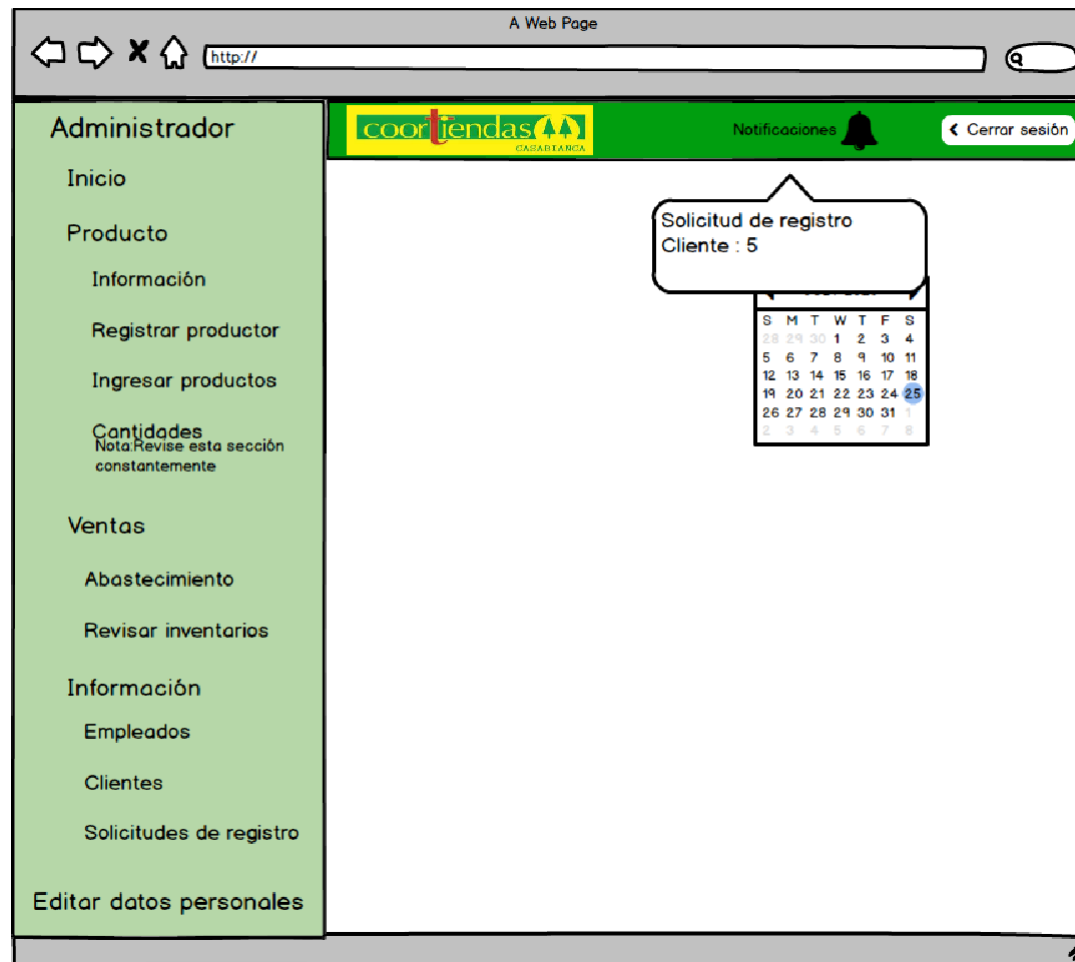 A Web Page
http://
Administrador
Inicio
Producto
Información
Registrar productor
Ingresar productos
Cantidades
Nota:Revise esta sección
constantemente
Ventas
Abastecimiento
Revisar inventarios
Información
Empleados
Clientes
Solicitudes de registro
Editar datos personales
coortiendas
CASABIANCA
Notificaciones
Cerrar sesión
Solicitud de registro
Cliente : 5
S M T W T F S
28 29 30 1 2 3 4
5 6 7 8 9 10 11
12 13 14 15 16 17 18
19 20 21 22 23 24 25
26 27 28 29 30 31 1
2 3 4 5 6 7 8